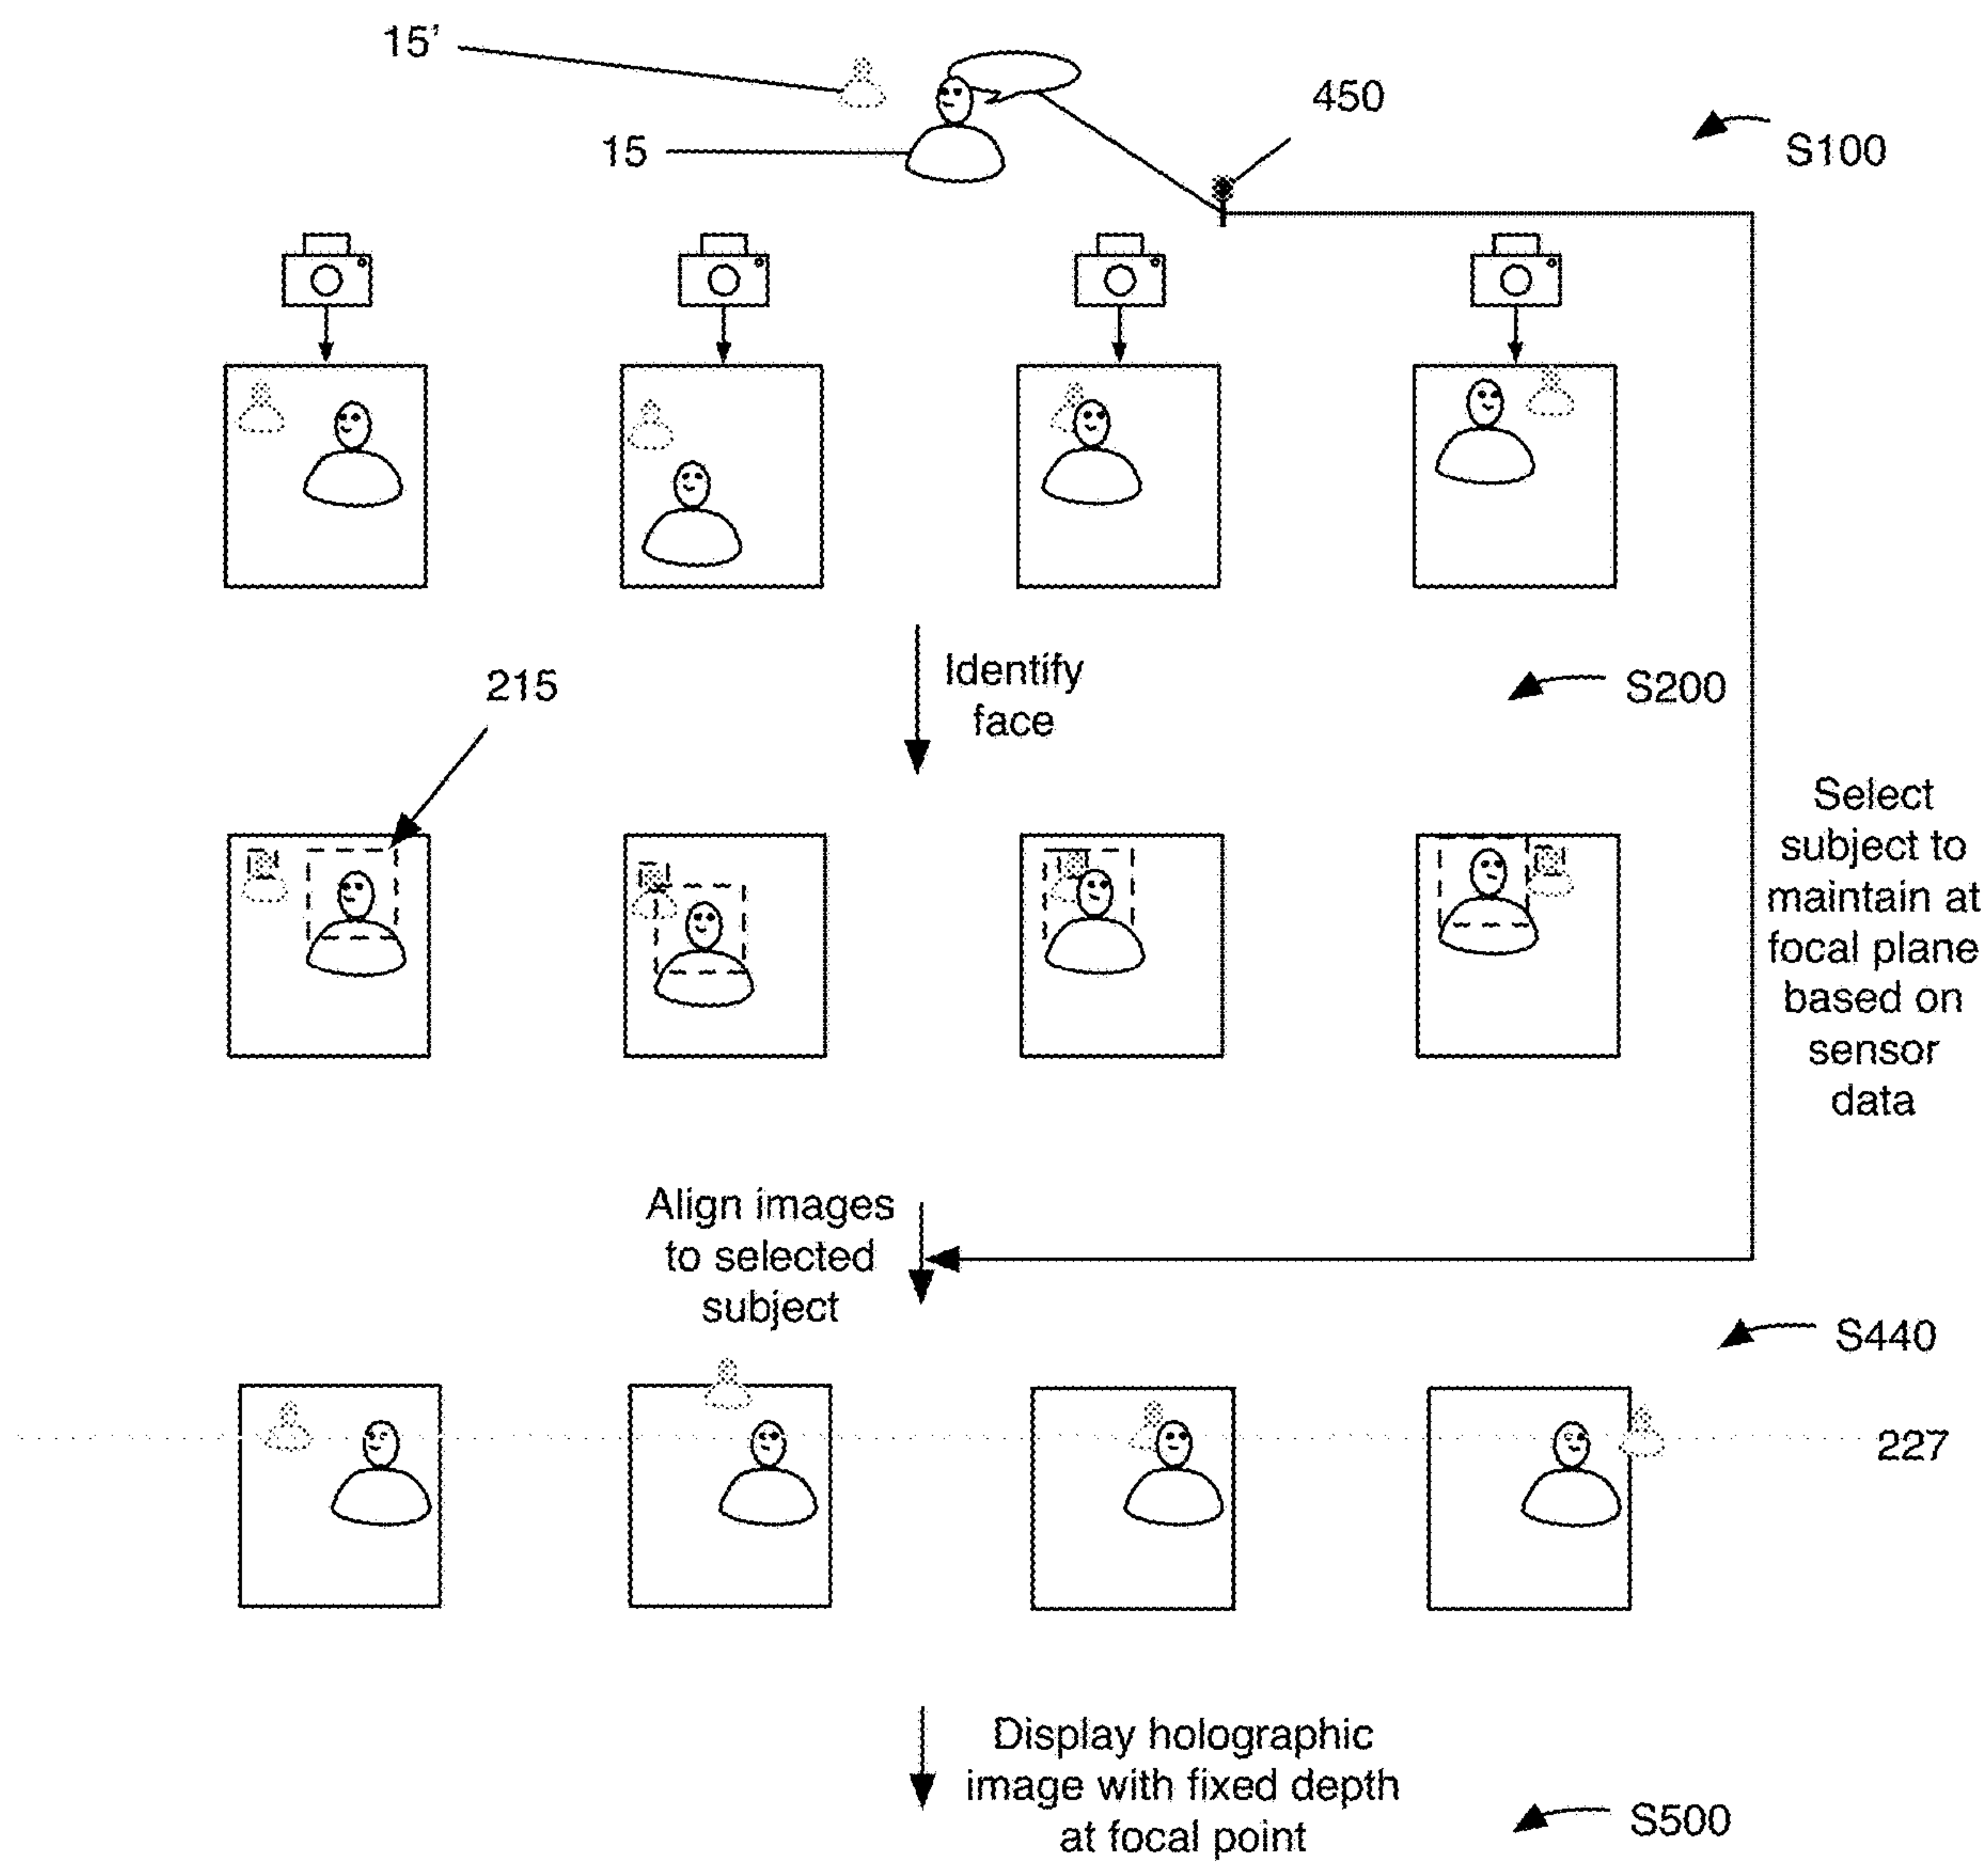 15'
450
15
S100
Identify
face
S200
215
Select
subject to
maintain at
focal plane
based on
sensor
data
Align images
to selected
subject
S440
227
Display holographic
image with fixed depth
at focal point
S500